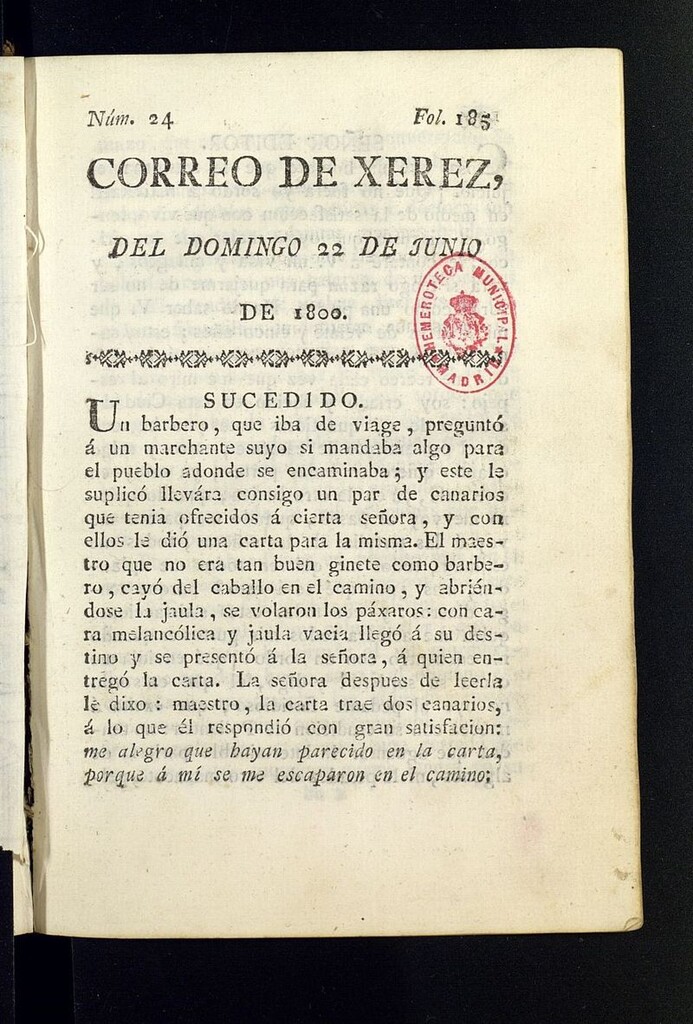 Núm. 24 Fol. 185
CORREO DE XEREZ,
DEL DOMINGO 22 DE JUNIO
DE 1800.
HEMEROTECA MUNICIPAL
MADRID
SUCEDIDO.
Un barbero, que iba de viage, preguntó
á un marchante suyo si mandaba algo para
el pueblo adonde se encaminaba; y este le
suplicó llevára consigo un par de canarios
que tenia ofrecidos á cierta señora, y con
ellos le dió una carta para la misma. El maes-
tro que no era tan buen ginete como barbe-
ro, cayó del caballo en el camino, y abrién-
dose la jaula, se volaron los páxaros: con ca-
ra melancólica y jaula vacia llegó á su des-
tino y se presentó á la señora, á quien en-
tregó la carta. La señora despues de leerla
le dixo: maestro, la carta trae dos canarios,
á lo que él respondió con gran satisfacion:
me alegro que hayan parecido en la carta,
porque á mí se me escaparon en el camino;